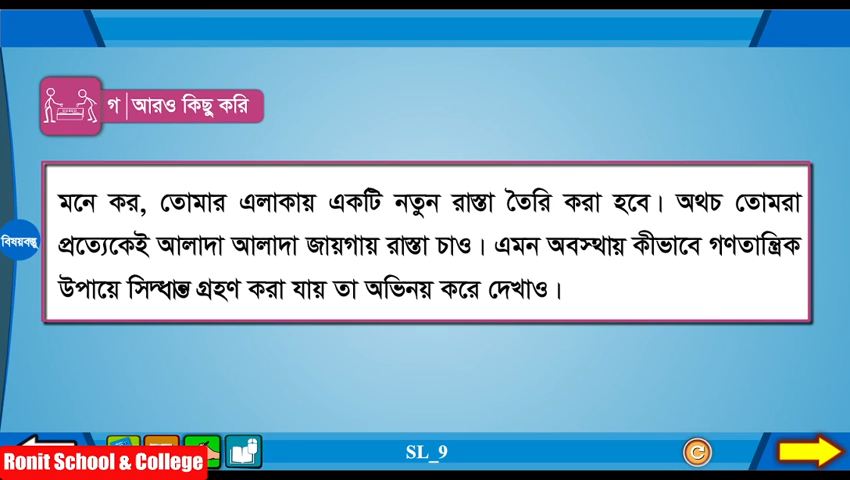 গ | আরও কিছু করি
মনে কর, তোমার এলাকায় একটি নতুন রাস্তা তৈরি করা হবে। অথচ তোমরা
প্রত্যেকেই আলাদা আলাদা জায়গায় রাস্তা চাও। এমন অবস্থায় কীভাবে গণতান্ত্রিক
উপায়ে সিদ্ধান্ত গ্রহণ করা যায় তা অভিনয় করে দেখাও।
বিষয়বস্তু
SL_9
Ronit School & College